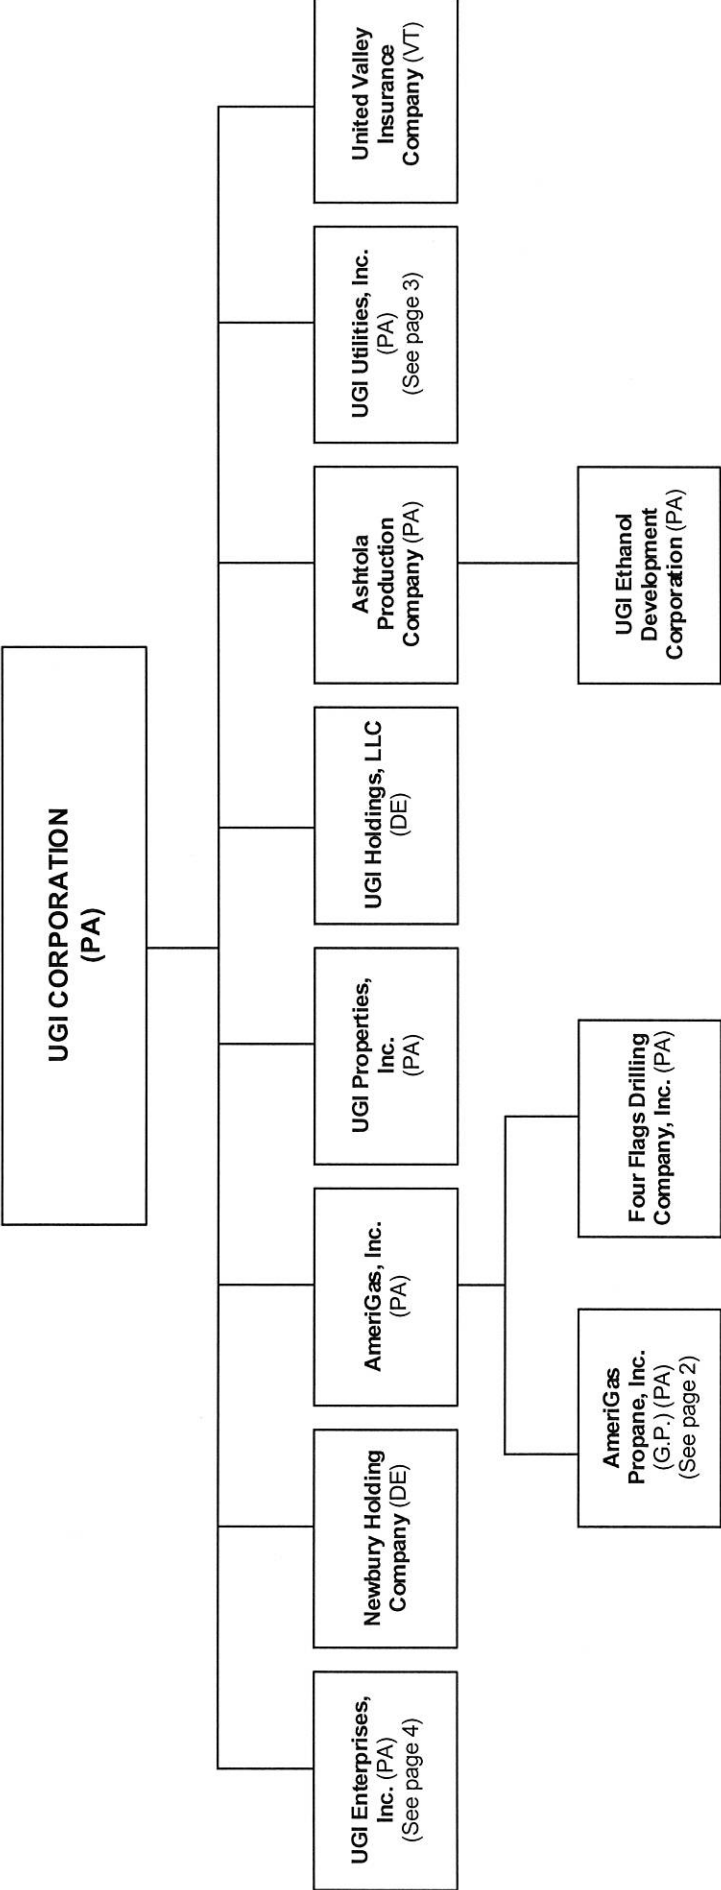 UGI CORPORATION
(PA)
UGI Enterprises,
Inc. (PA)
(See page 4)
Newbury Holding
Company (DE)
AmeriGas, Inc.
(PA)
UGI Properties,
Inc.
(PA)
UGI Holdings, LLC
(DE)
Ashtola
Production
Company (PA)
UGI Utilities, Inc.
(PA)
(See page 3)
United Valley
Insurance
Company (VT)
AmeriGas
Propane, Inc.
(G.P.) (PA)
(See page 2)
Four Flags Drilling
Company, Inc. (PA)
UGI Ethanol
Development
Corporation (PA)